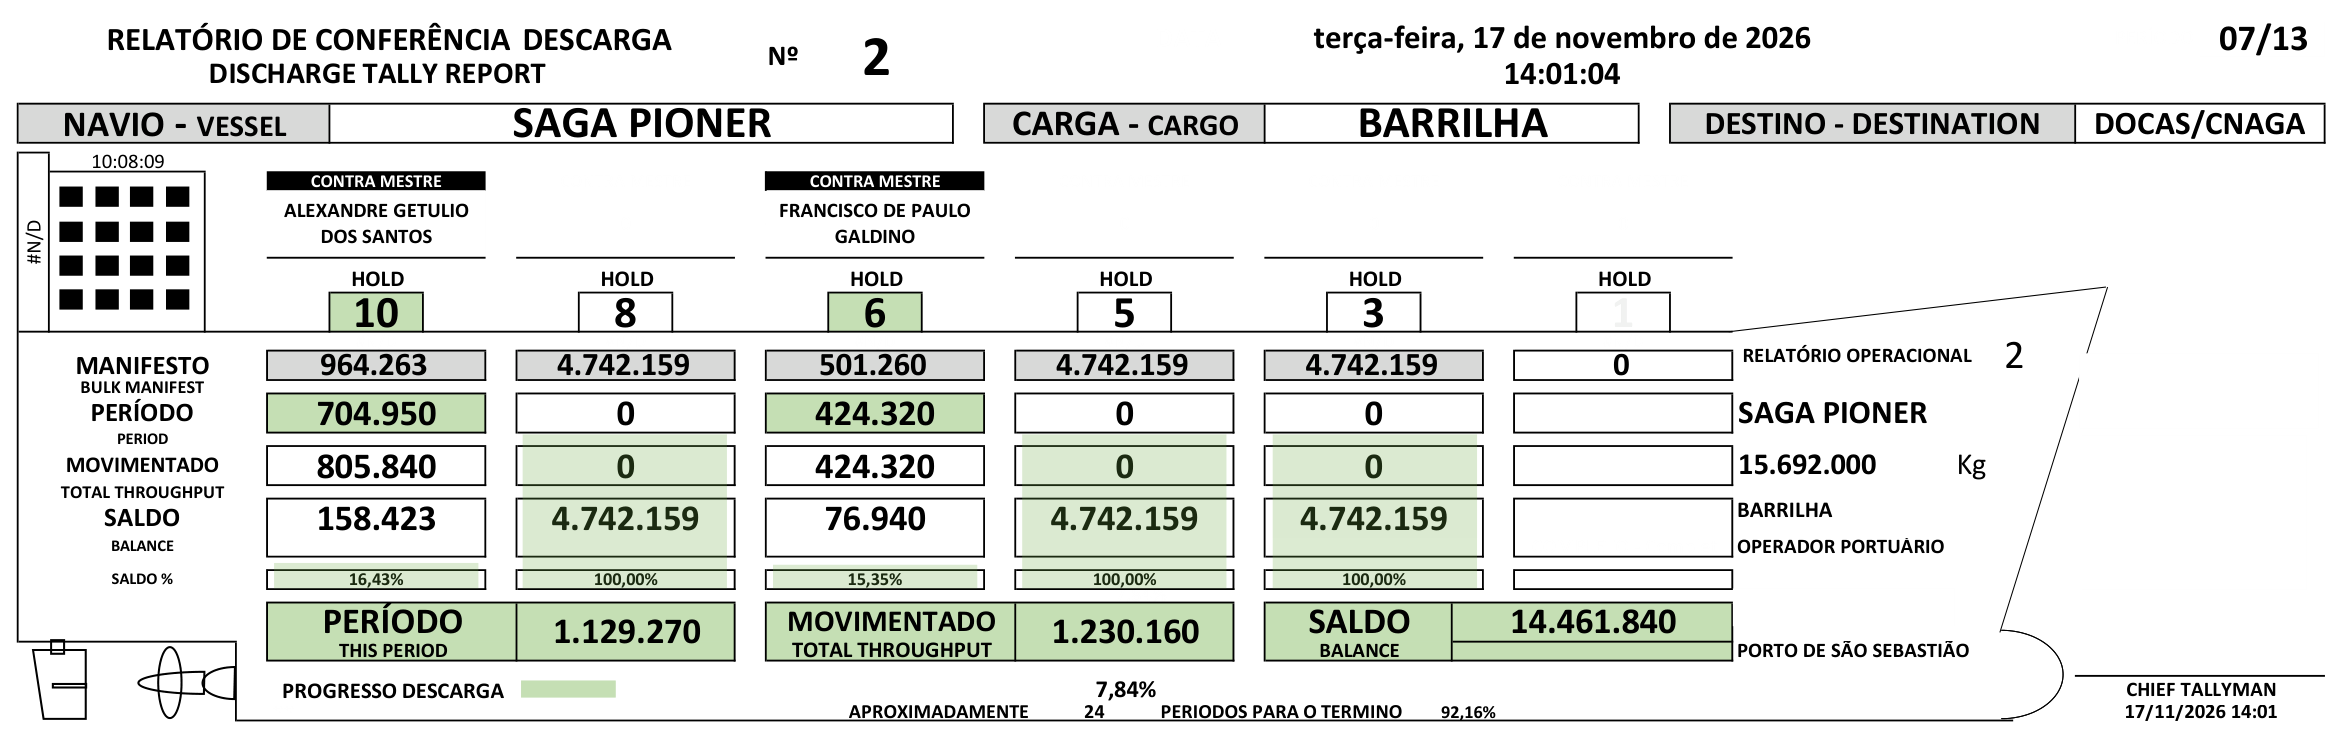 RELATÓRIO DE CONFERÊNCIA DESCARGA
DISCHARGE TALLY REPORT
Nº 2
terça-feira, 17 de novembro de 2026
14:01:04
07/13
NAVIO - VESSEL SAGA PIONER CARGA - CARGO BARRILHA DESTINO - DESTINATION DOCAS/CNAGA
10:08:09
#N/D
CONTRA MESTRE CONTRA MESTRE
ALEXANDRE GETULIO FRANCISCO DE PAULO
DOS SANTOS GALDINO
HOLD HOLD HOLD HOLD HOLD HOLD
10 8 6 5 3 1
MANIFESTO 964.263 4.742.159 501.260 4.742.159 4.742.159 0 RELATÓRIO OPERACIONAL 2
BULK MANIFEST
PERÍODO 704.950 0 424.320 0 0 SAGA PIONER
PERIOD
MOVIMENTADO 805.840 0 424.320 0 0 15.692.000 Kg
TOTAL THROUGHPUT
SALDO 158.423 4.742.159 76.940 4.742.159 4.742.159 BARRILHA
BALANCE OPERADOR PORTUÁRIO
SALDO % 16,43% 100,00% 15,35% 100,00% 100,00%
PERÍODO 1.129.270 MOVIMENTADO 1.230.160 SALDO 14.461.840
THIS PERIOD TOTAL THROUGHPUT BALANCE PORTO DE SÃO SEBASTIÃO
PROGRESSO DESCARGA 7,84%
APROXIMADAMENTE 24 PERIODOS PARA O TERMINO 92,16%
CHIEF TALLYMAN
17/11/2026 14:01